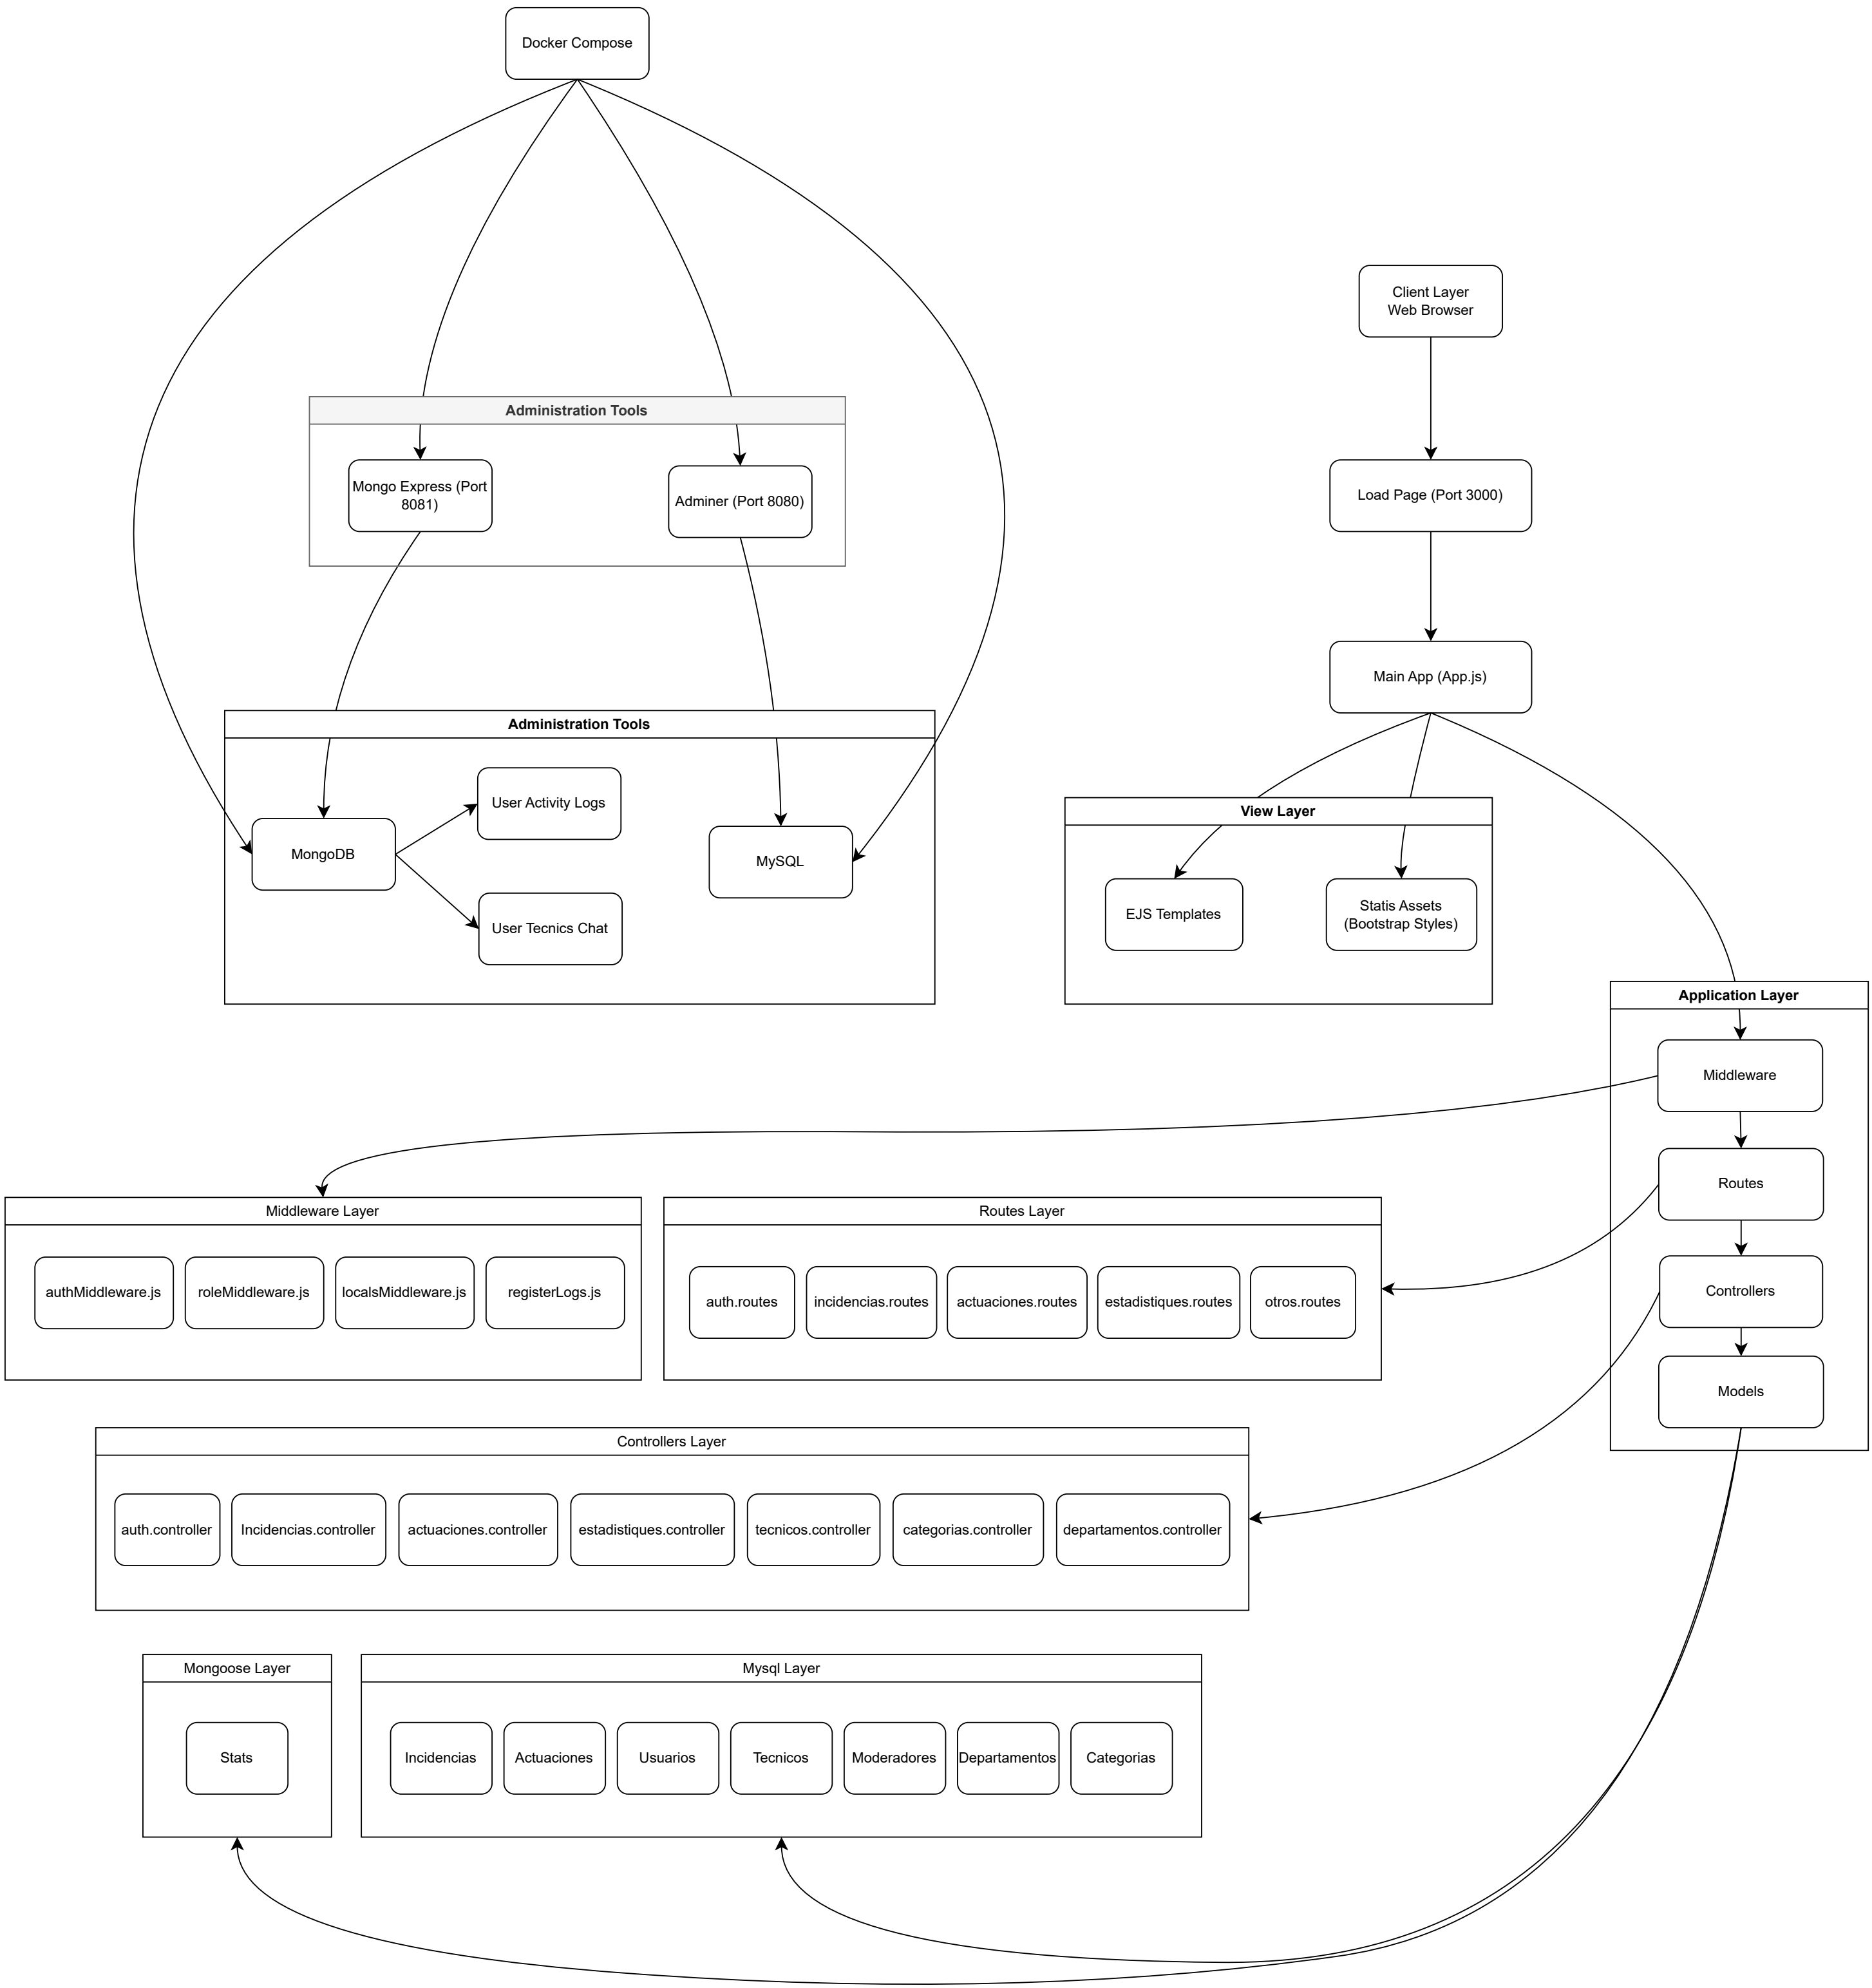 Docker Compose
Client Layer
Web Browser
Administration Tools
Mongo Express (Port
8081)
Adminer (Port 8080)
Load Page (Port 3000)
Main App (App.js)
Administration Tools
User Activity Logs
MongoDB
MySQL
User Tecnics Chat
View Layer
EJS Templates
Statis Assets
(Bootstrap Styles)
Application Layer
Middleware
Routes
Controllers
Models
Middleware Layer
authMiddleware.js
roleMiddleware.js
localsMiddleware.js
registerLogs.js
Routes Layer
auth.routes
incidencias.routes
actuaciones.routes
estadistiques.routes
otros.routes
Controllers Layer
auth.controller
Incidencias.controller
actuaciones.controller
estadistiques.controller
tecnicos.controller
categorias.controller
departamentos.controller
Mongoose Layer
Stats
Mysql Layer
Incidencias
Actuaciones
Usuarios
Tecnicos
Moderadores
Departamentos
Categorias